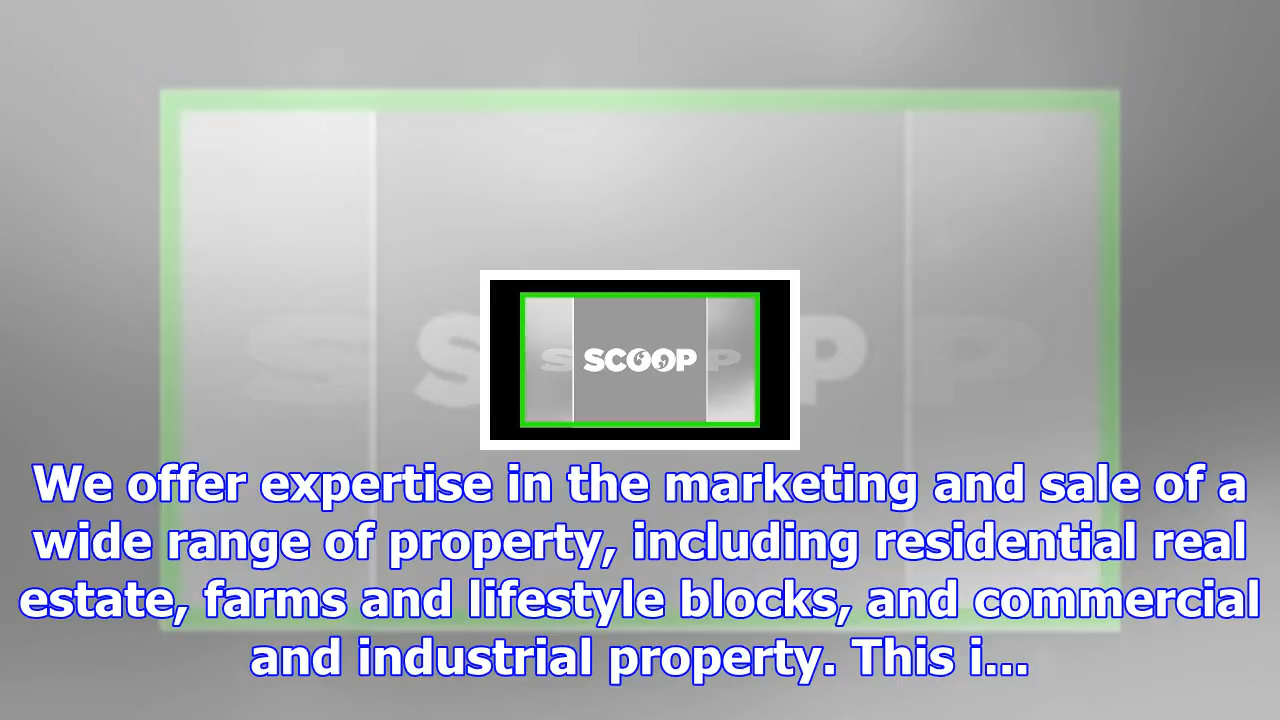 SCOOP
We offer expertise in the marketing and sale of a
wide range of property, including residential real
estate, farms and lifestyle blocks, and commercial
and industrial property. This i...